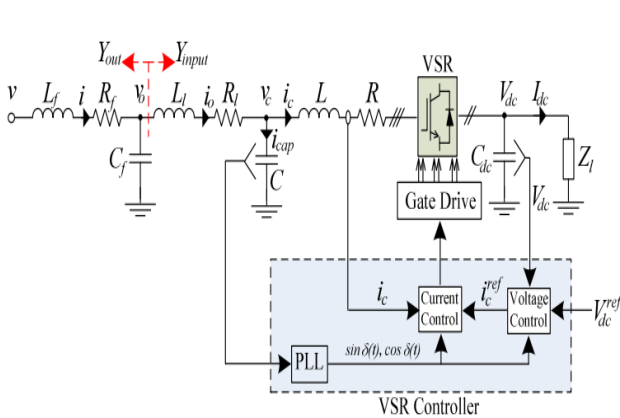 Y_out Y_input
VSR
v L_f i R_f v_o L_l i_o R_l v_c i_c L R V_dc I_dc
i_cap
C_f C C_dc Z_l
V_dc
Gate Drive
i_c Current Control i_c^ref Voltage Control V_dc^ref
PLL sin δ(t), cos δ(t)
VSR Controller